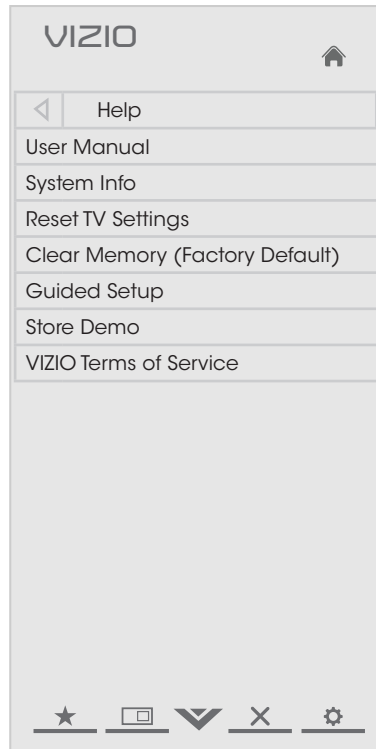 VIZIO
Help
User Manual
System Info
Reset TV Settings
Clear Memory (Factory Default)
Guided Setup
Store Demo
VIZIO Terms of Service